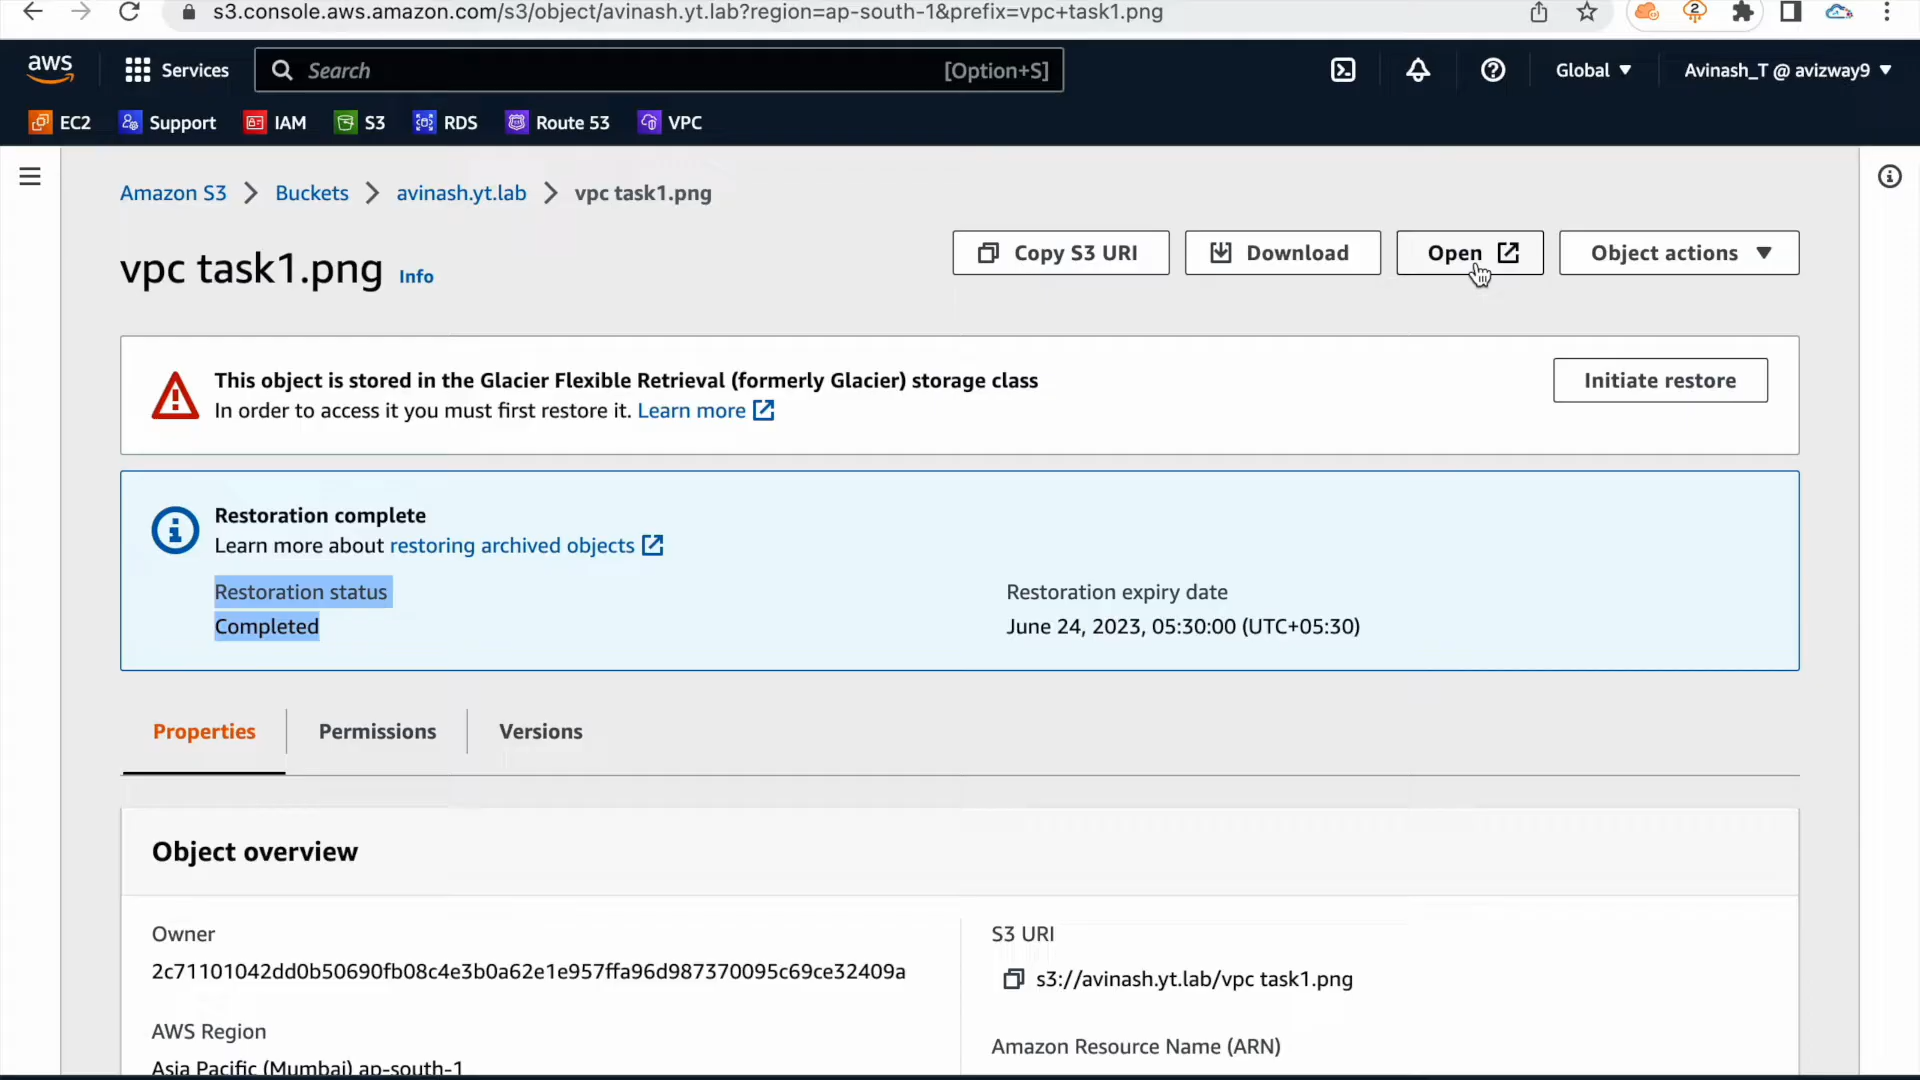 s3.console.aws.amazon.com/s3/object/avinash.yt.lab?region=ap-south-1&prefix=vpc+task1.png
2
aws
Services
Search
[Option+S]
Global
Avinash_T @ avizway9
EC2
Support
IAM
S3
RDS
Route 53
VPC
Amazon S3 > Buckets > avinash.yt.lab > vpc task1.png
vpc task1.png Info
Copy S3 URI
Download
Open
Object actions
This object is stored in the Glacier Flexible Retrieval (formerly Glacier) storage class
In order to access it you must first restore it. Learn more
Initiate restore
Restoration complete
Learn more about restoring archived objects
Restoration status
Completed
Restoration expiry date
June 24, 2023, 05:30:00 (UTC+05:30)
Properties
Permissions
Versions
Object overview
Owner
2c71101042dd0b50690fb08c4e3b0a62e1e957ffa96d987370095c69ce32409a
AWS Region
Asia Pacific (Mumbai) ap-south-1
S3 URI
s3://avinash.yt.lab/vpc task1.png
Amazon Resource Name (ARN)